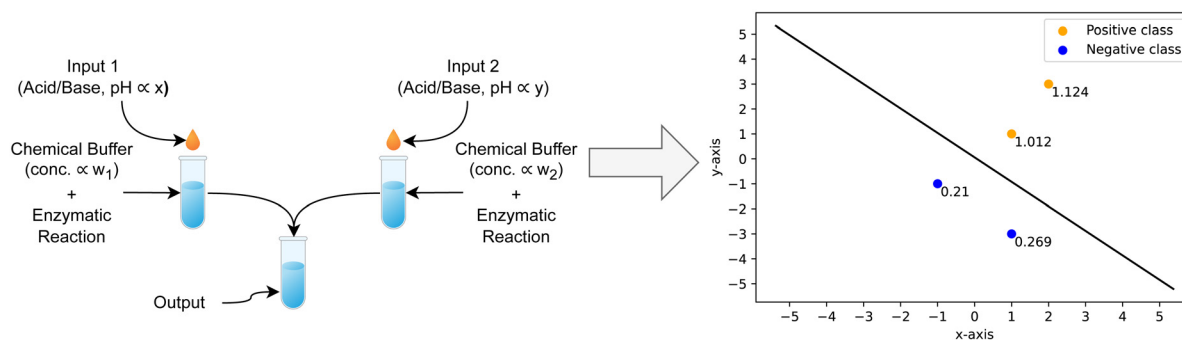 Input 1
(Acid/Base, pH ∝ x)
Input 2
(Acid/Base, pH ∝ y)
Chemical Buffer
(conc. ∝ w1)
+
Enzymatic
Reaction
Chemical Buffer
(conc. ∝ w2)
+
Enzymatic
Reaction
Output
Positive class
Negative class
1.124
1.012
0.21
0.269
y-axis
5
4
3
2
1
0
−1
−2
−3
−4
−5
−5 −4 −3 −2 −1 0 1 2 3 4 5
x-axis